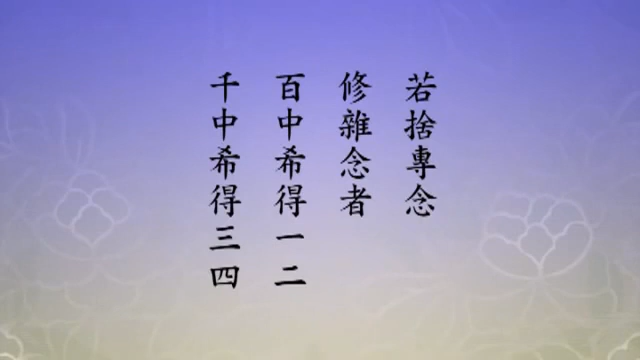 若捨專念
修雜念者
百中希得一二
千中希得三四